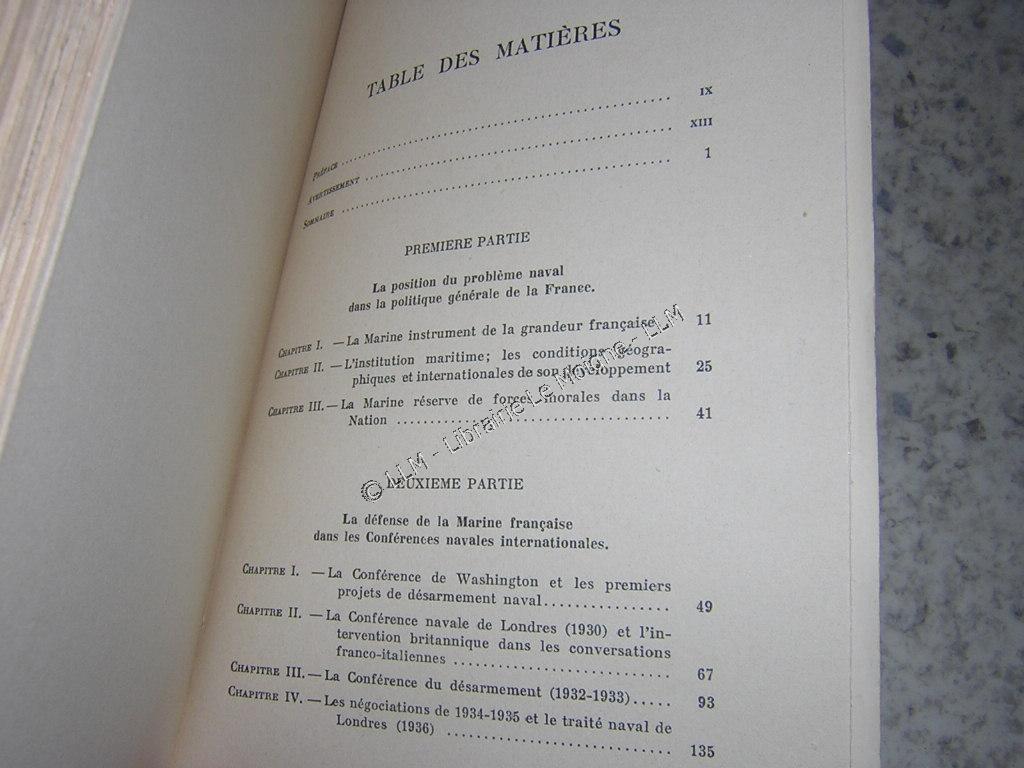 TABLE DES MATIÈRES
PRÉFACE ........ IX
AVERTISSEMENT ........ XIII
SOMMAIRE ........ 1
PREMIERE PARTIE
La position du problème naval
dans la politique générale de la France.
CHAPITRE I. — La Marine instrument de la grandeur française 11
CHAPITRE II. — L'institution maritime; les conditions géogra-
phiques et internationales de son développement 25
CHAPITRE III. — La Marine réserve de forces morales dans la
Nation ........ 41
DEUXIEME PARTIE
La défense de la Marine française
dans les Conférences navales internationales.
CHAPITRE I. — La Conférence de Washington et les premiers
projets de désarmement naval ........ 49
CHAPITRE II. — La Conférence navale de Londres (1930) et l'in-
tervention britannique dans les conversations
franco-italiennes ........ 67
CHAPITRE III. — La Conférence du désarmement (1932-1933) ..... 93
CHAPITRE IV. — Les négociations de 1934-1935 et le traité naval de
Londres (1936) ........ 135
© LLM - Librairie Le Moigne - LLM